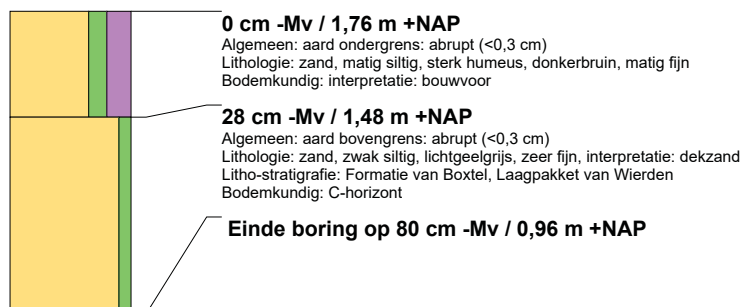 0 cm -Mv / 1,76 m +NAP
Algemeen: aard ondergrens: abrupt (<0,3 cm)
Lithologie: zand, matig siltig, sterk humeus, donkerbruin, matig fijn
Bodemkundig: interpretatie: bouwvoor
28 cm -Mv / 1,48 m +NAP
Algemeen: aard bovengrens: abrupt (<0,3 cm)
Lithologie: zand, zwak siltig, lichtgeelgrijs, zeer fijn, interpretatie: dekzand
Litho-stratigrafie: Formatie van Boxtel, Laagpakket van Wierden
Bodemkundig: C-horizont
Einde boring op 80 cm -Mv / 0,96 m +NAP